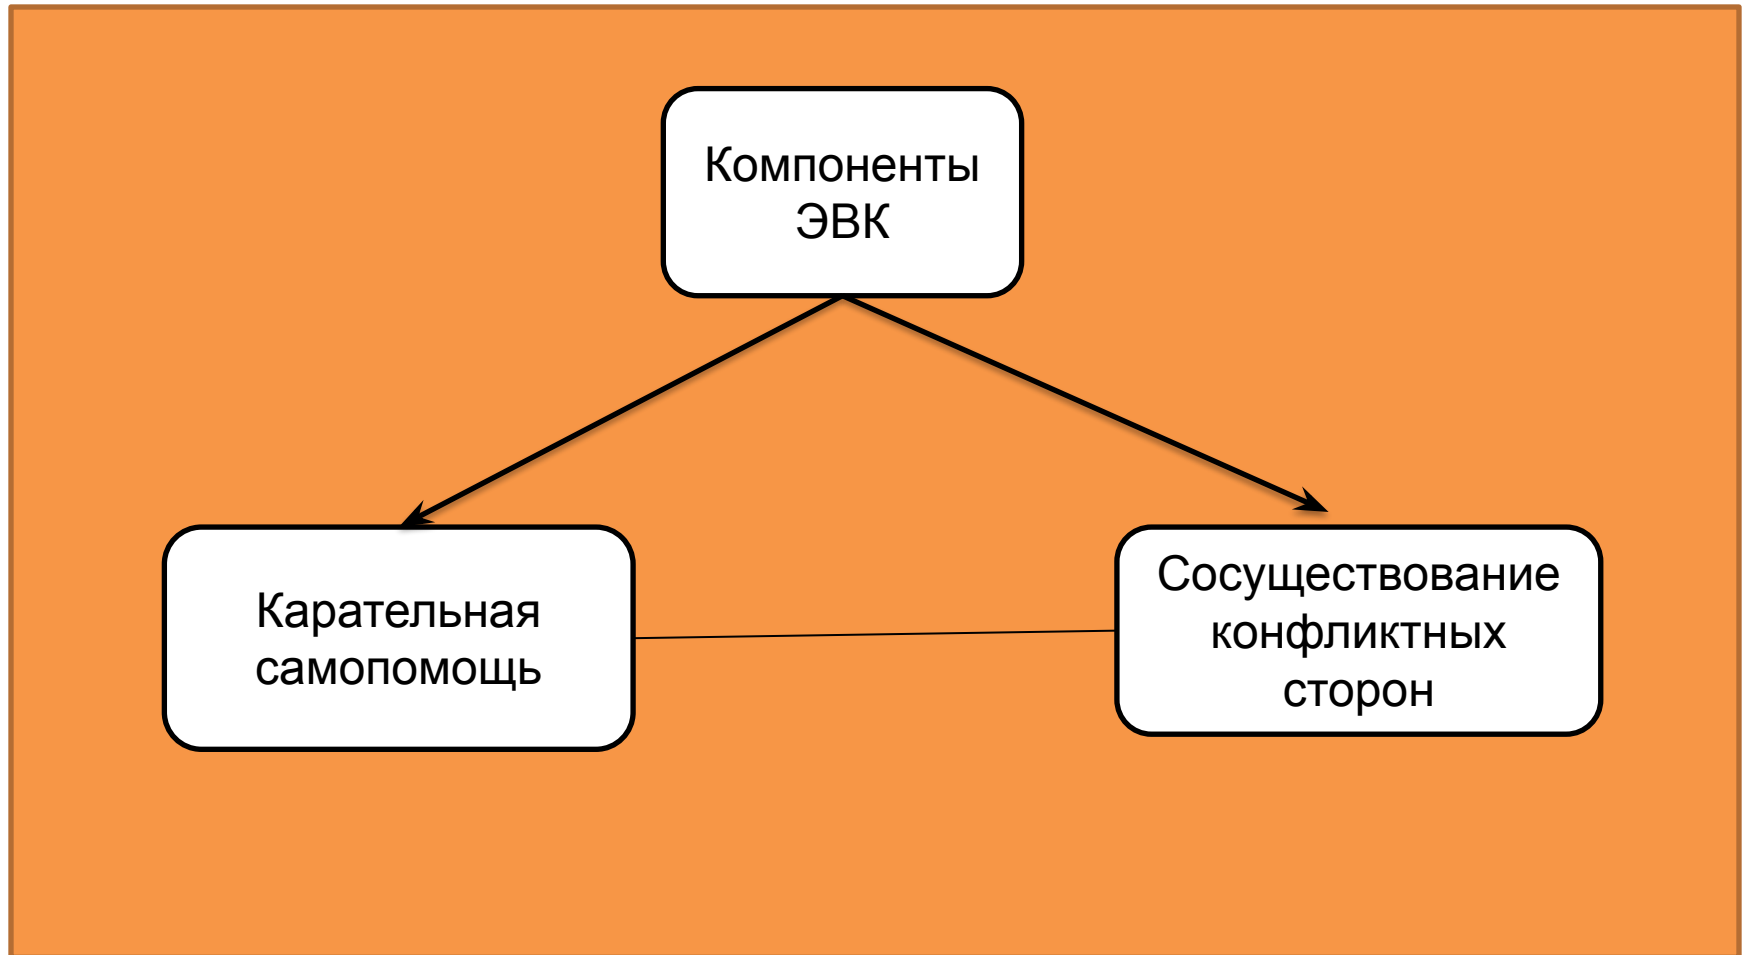 Компоненты
ЭВК
Карательная
самопомощь
Сосуществование
конфликтных
сторон